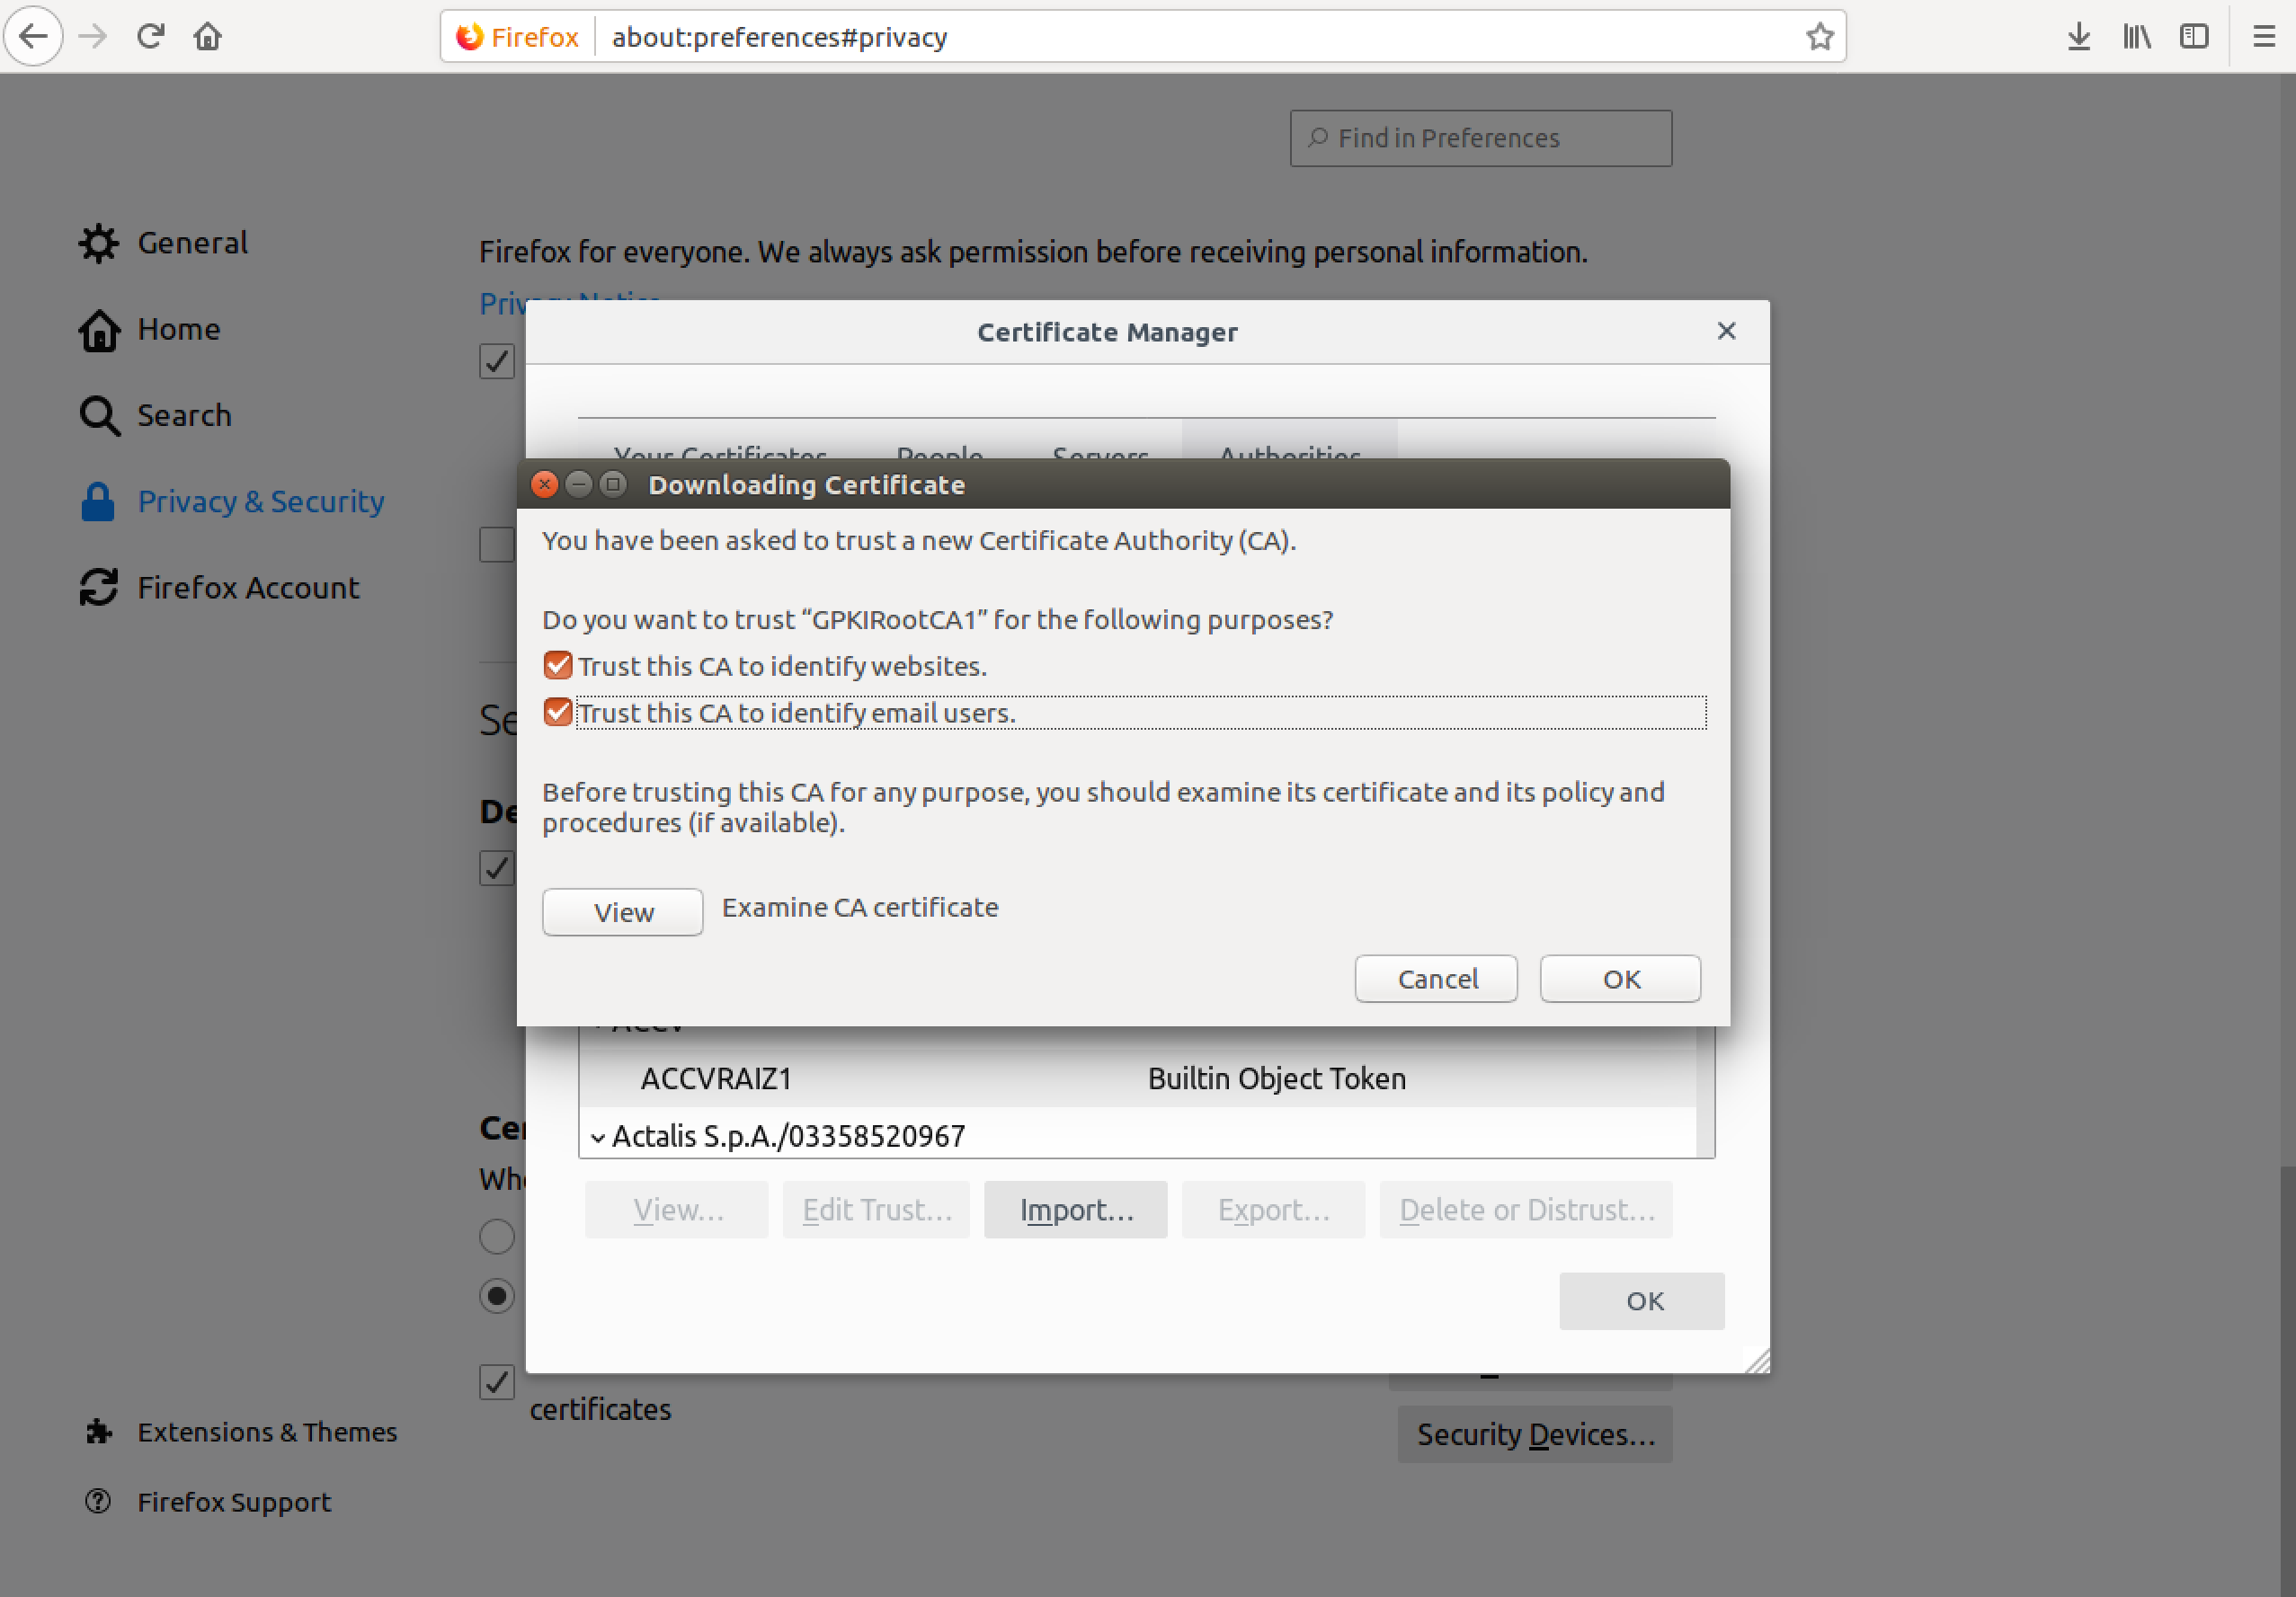 Firefox about:preferences#privacy
Find in Preferences
General
Home
Search
Privacy & Security
Firefox Account
Extensions & Themes
Firefox Support
Firefox for everyone. We always ask permission before receiving personal information.
Privacy Notice
Certificate Manager
Your Certificates People Servers Authorities
Downloading Certificate
You have been asked to trust a new Certificate Authority (CA).
Do you want to trust “GPKIRootCA1” for the following purposes?
Trust this CA to identify websites.
Trust this CA to identify email users.
Before trusting this CA for any purpose, you should examine its certificate and its policy and
procedures (if available).
View Examine CA certificate
Cancel OK
ACCV
ACCVRAIZ1 Builtin Object Token
Actalis S.p.A./03358520967
View… Edit Trust… Import… Export… Delete or Distrust…
OK
certificates
Security Devices…